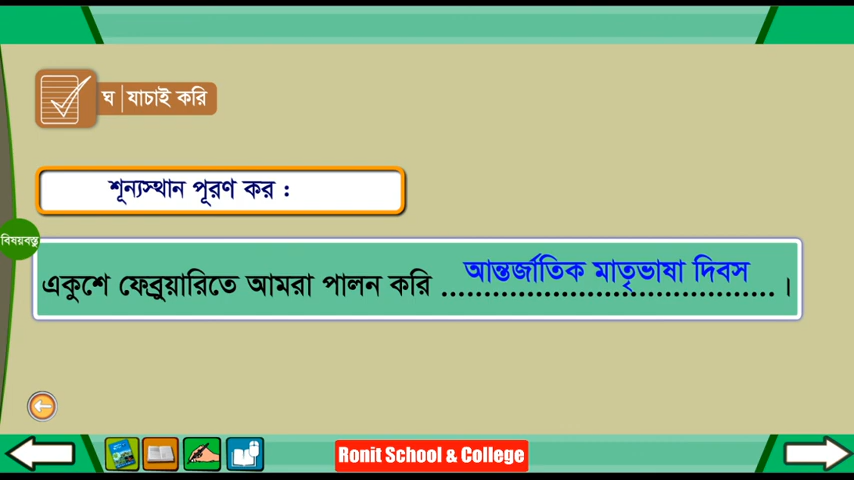 ঘ | যাচাই করি
শূন্যস্থান পূরণ কর :
বিষয়বস্তু
একুশে ফেব্রুয়ারিতে আমরা পালন করি আন্তর্জাতিক মাতৃভাষা দিবস ।
Ronit School & College